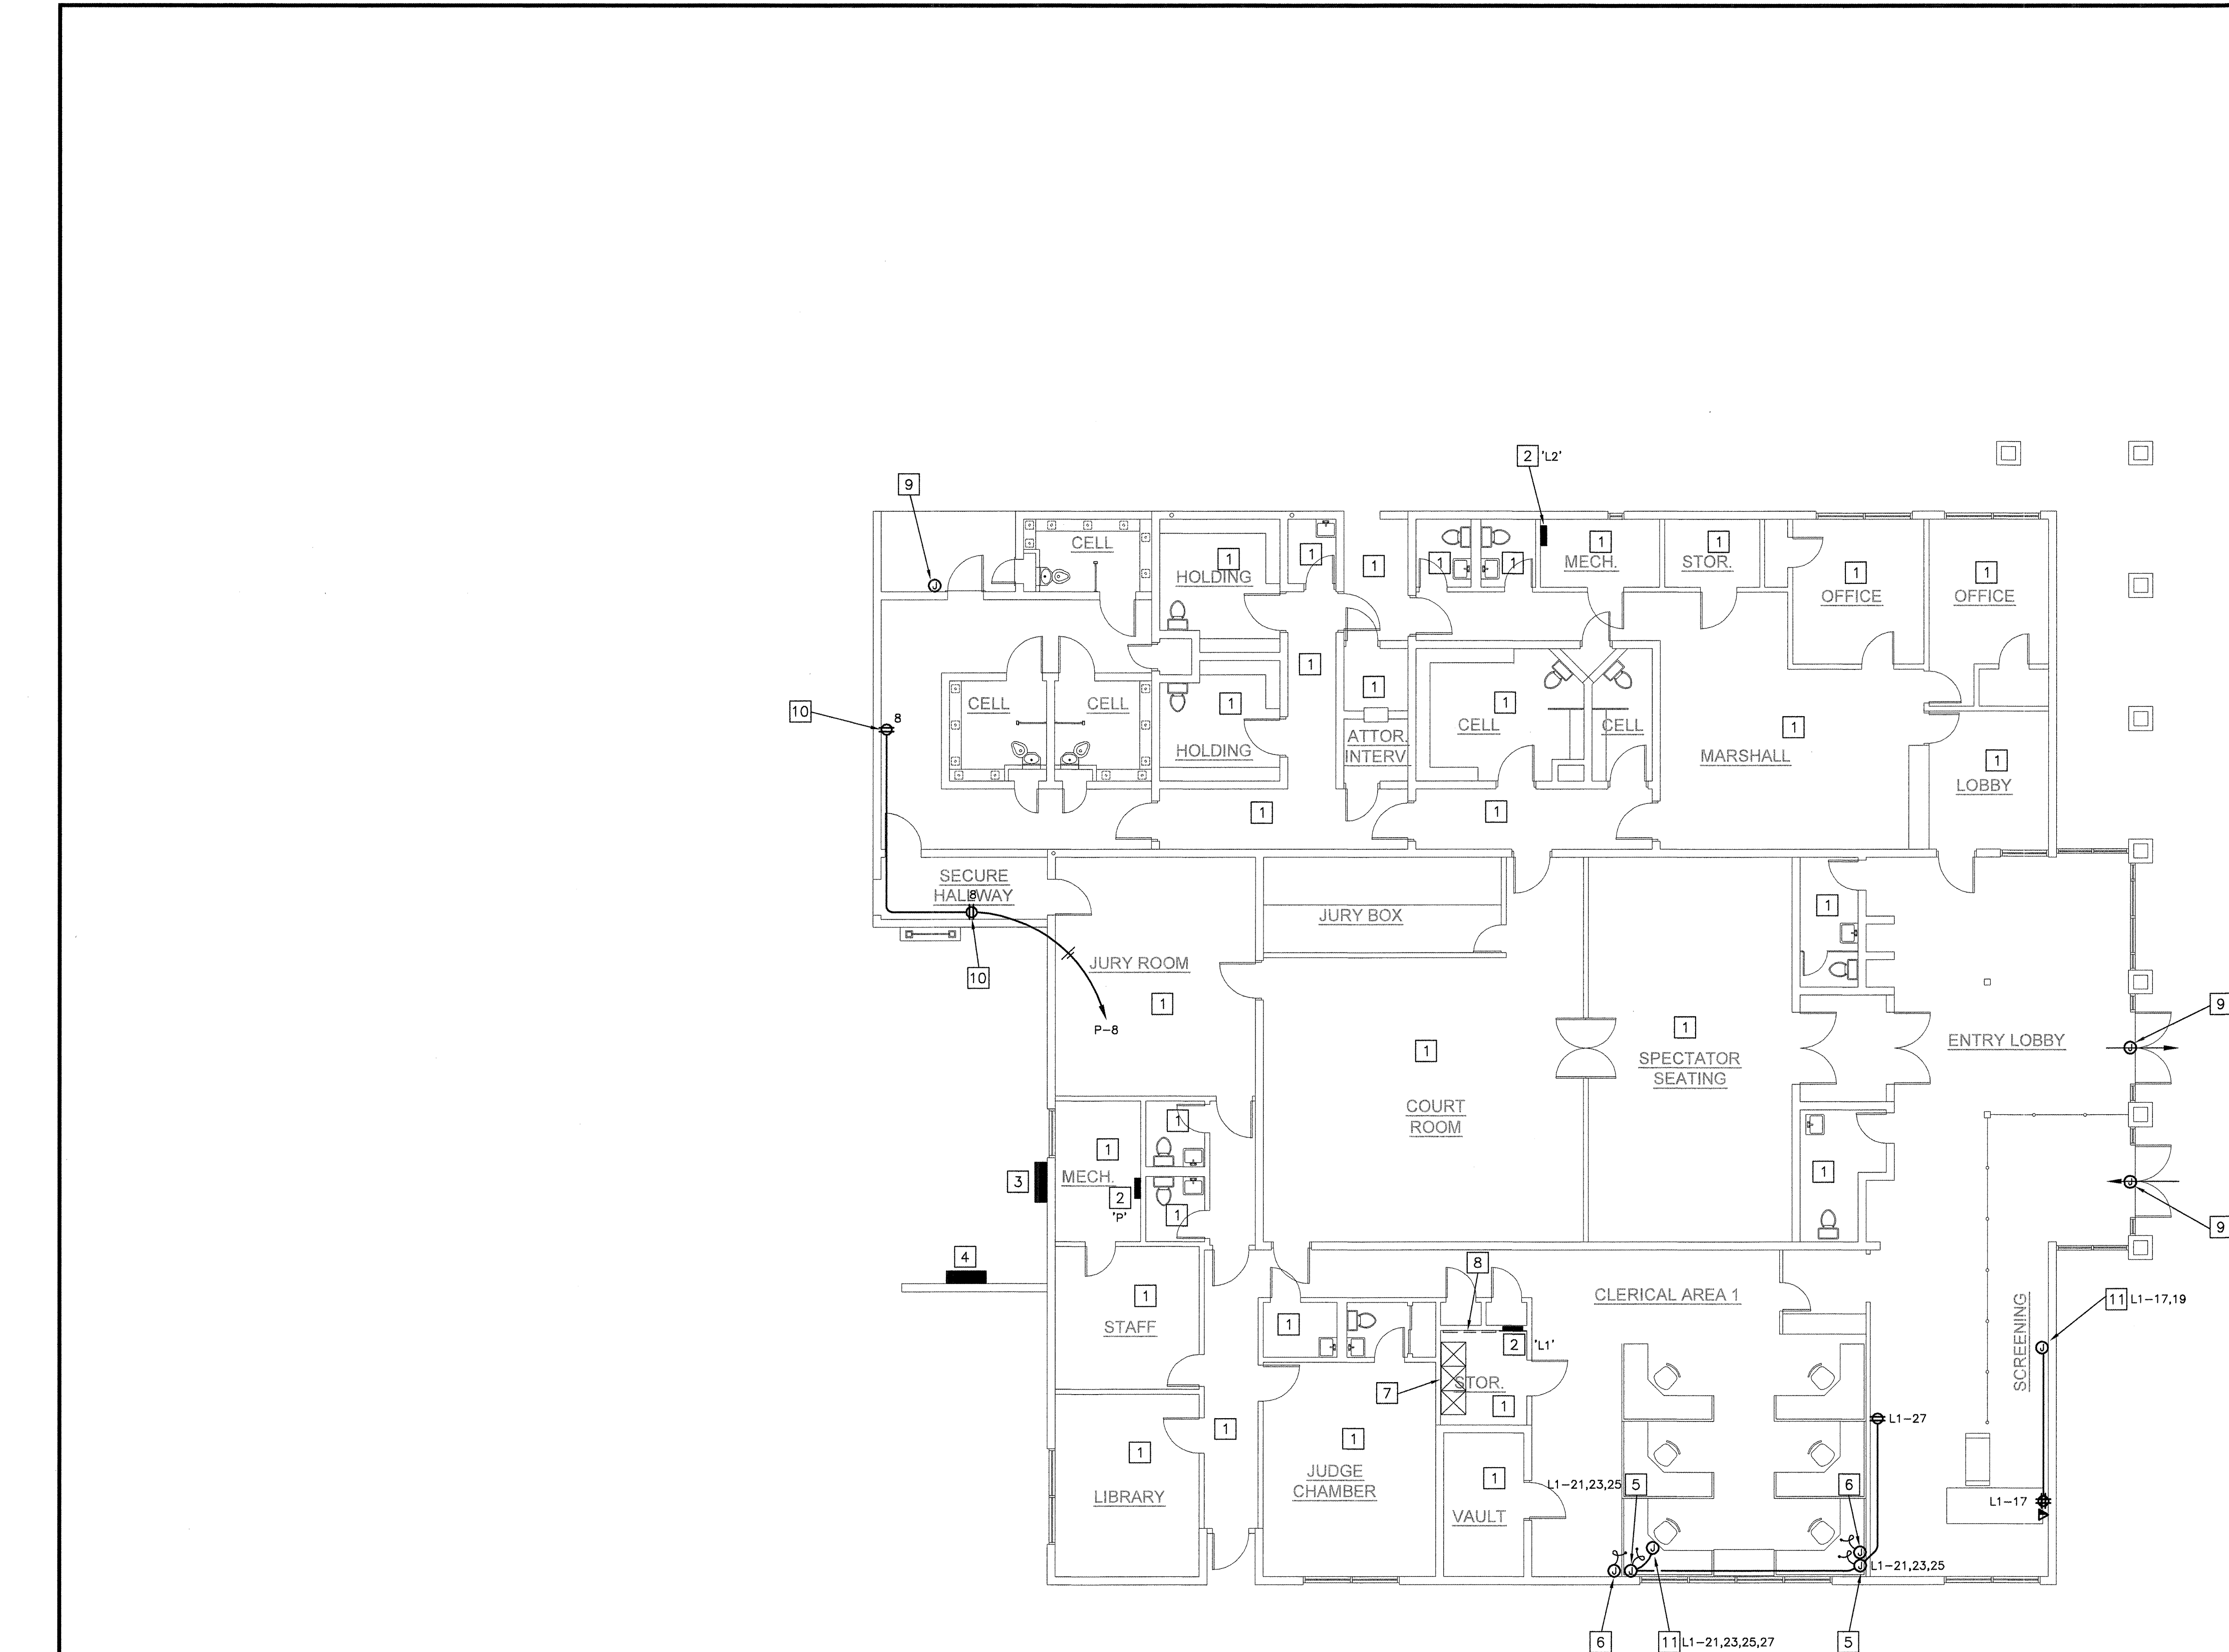 2 'L2'
9
CELL
1
HOLDING
1
1
1
1
1
MECH.
1
STOR.
1
OFFICE
1
OFFICE
J
10
8
CELL
CELL
1
HOLDING
1
1
ATTOR.
INTERV.
1
CELL
CELL
1
MARSHALL
1
LOBBY
1
1
SECURE
HALLWAY
8
10
JURY ROOM
1
P-8
JURY BOX
1
COURT
ROOM
1
SPECTATOR
SEATING
1
ENTRY LOBBY
9
J
1
MECH.
1
3
2
'P'
1
1
J
9
4
8
CLERICAL AREA 1
1
STAFF
1
2 'L1'
7
STOR.
1
SCREENING
11 L1-17,19
J
1
LIBRARY
1
1
JUDGE
CHAMBER
1
VAULT
L1-21,23,25 5
6
L1-27
L1-17
J
J
J
J
J
L1-21,23,25
6
11 L1-21,23,25,27
5